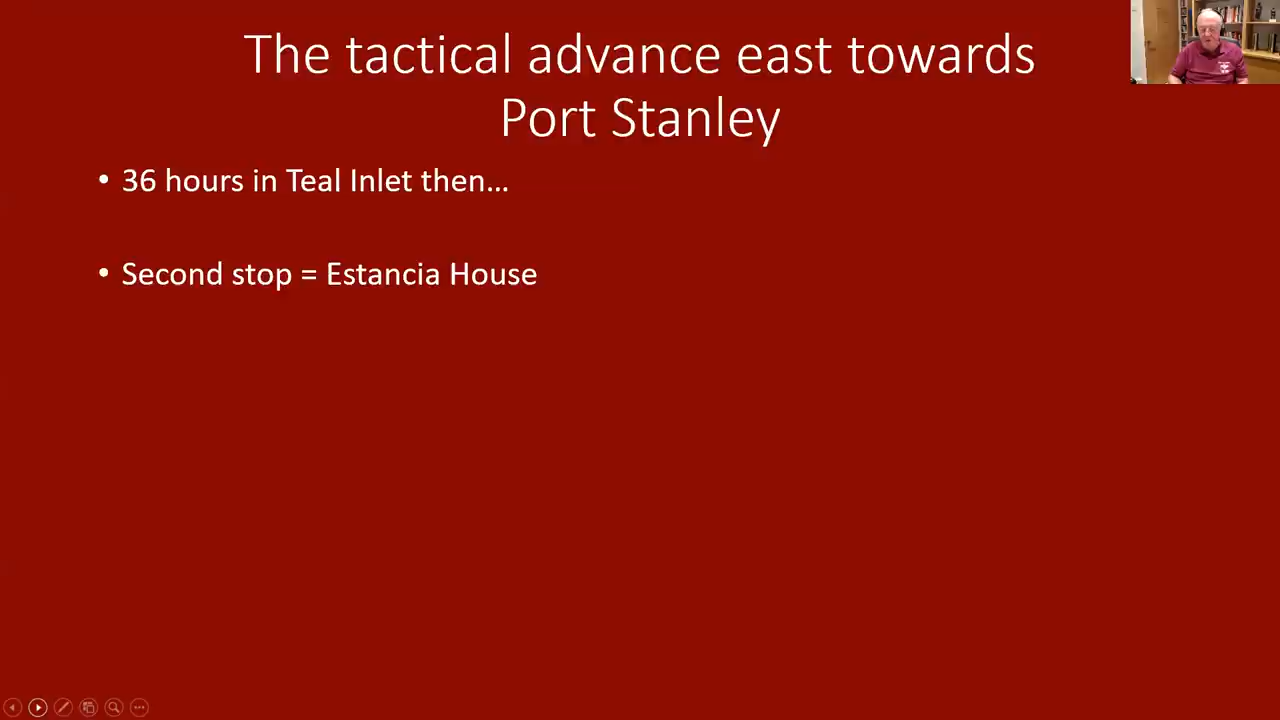 The tactical advance east towards
Port Stanley
• 36 hours in Teal Inlet then...
• Second stop = Estancia House